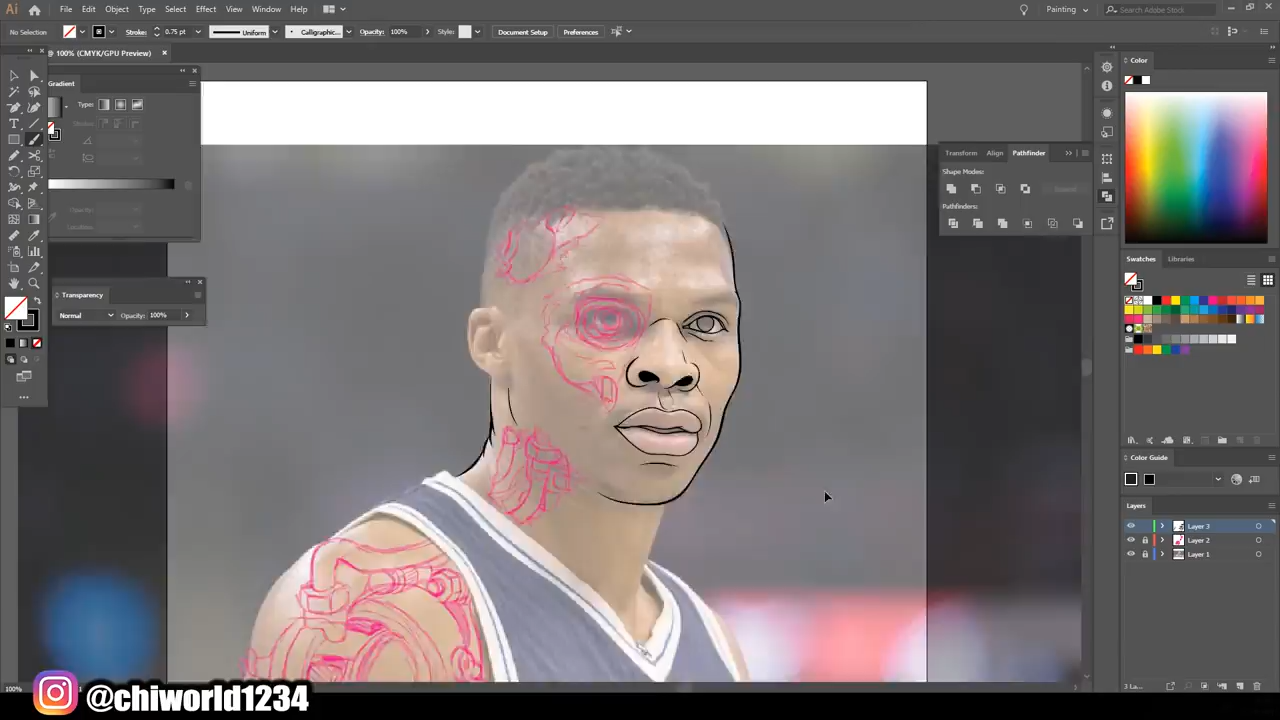 Ai File Edit Object Type Select Effect View Window Help Painting Search Adobe Stock
No Selection Stroke: 0.75 pt Uniform Calligraphic... Opacity: 100% Style: Document Setup Preferences
@ 100% (CMYK/GPU Preview)
Gradient
Type:
Stroke:
Opacity:
Location:
Transparency
Normal Opacity: 100%
Transform Align Pathfinder
Shape Modes:
Expand
Pathfinders:
Color
Swatches Libraries
Color Guide
Layers
Layer 3
Layer 2
Layer 1
3 La...
100%
@chiworld1234